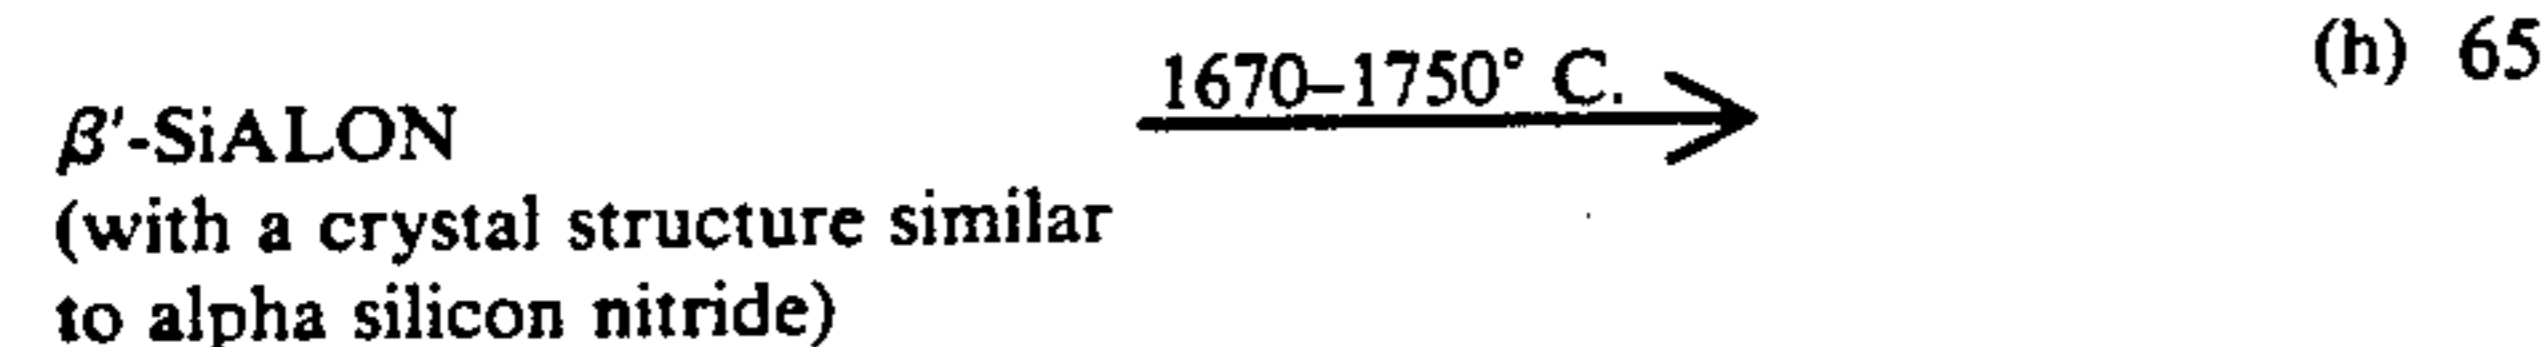 (h) 65
1670–1750° C.
β'-SiALON
(with a crystal structure similar
to alpha silicon nitride)